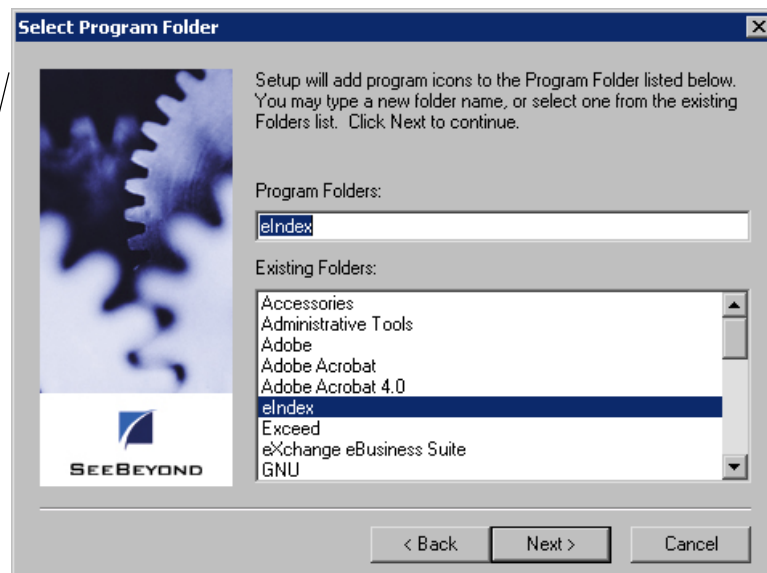 Select Program Folder
Setup will add program icons to the Program Folder listed below.
You may type a new folder name, or select one from the existing
Folders list. Click Next to continue.
Program Folders:
eIndex
Existing Folders:
Accessories
Administrative Tools
Adobe
Adobe Acrobat
Adobe Acrobat 4.0
eIndex
Exceed
eXchange eBusiness Suite
GNU
SEEBEYOND
< Back
Next >
Cancel